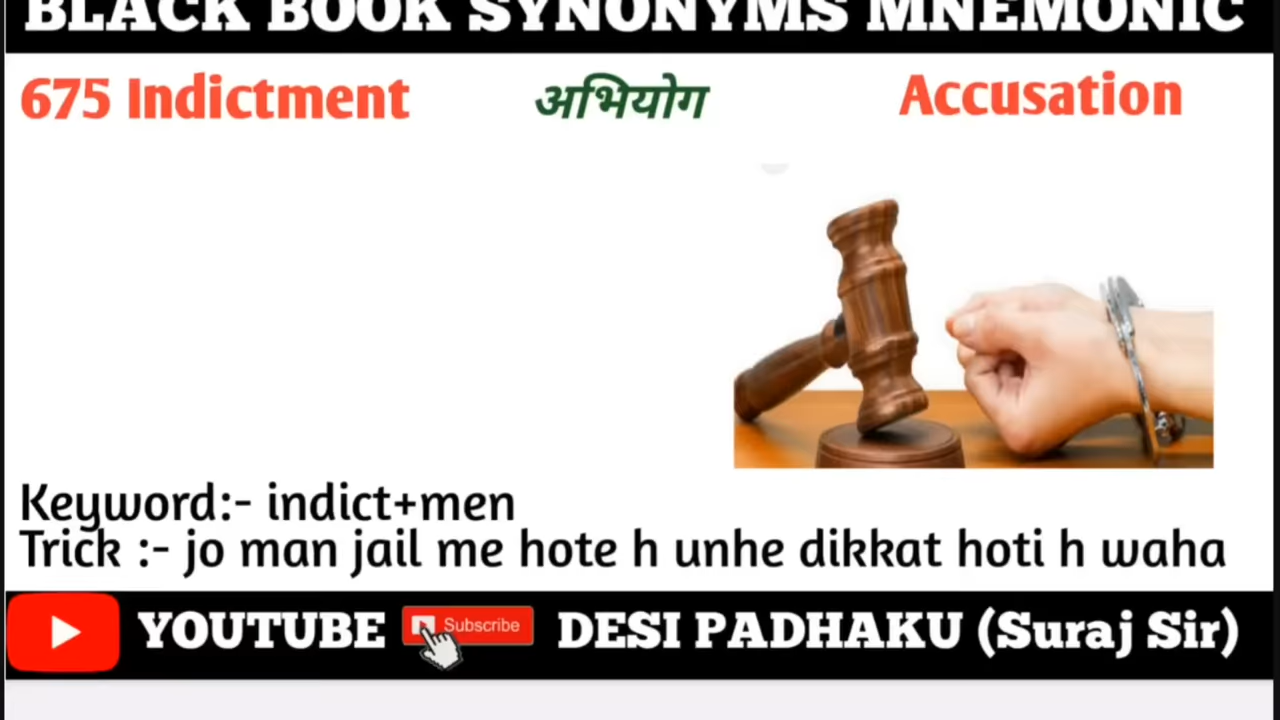 BLACK BOOK SYNONYMS MNEMONIC
675 Indictment अभियोग Accusation
Keyword:- indict+men
Trick :- jo man jail me hote h unhe dikkat hoti h waha
YOUTUBE Subscribe DESI PADHAKU (Suraj Sir)